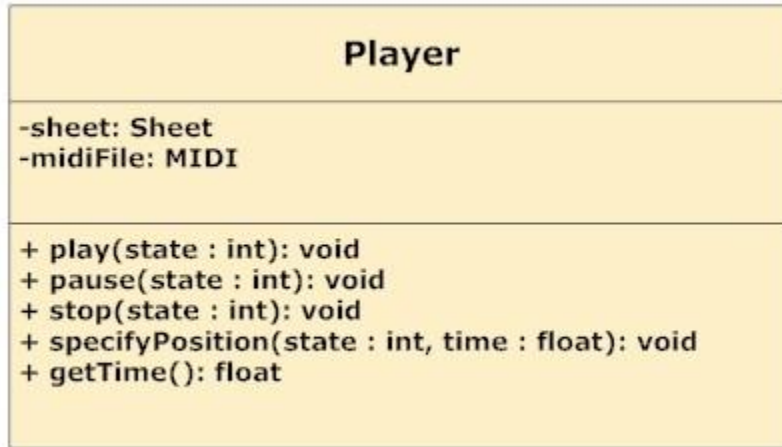 Player
-sheet: Sheet
-midiFile: MIDI
+ play(state : int): void
+ pause(state : int): void
+ stop(state : int): void
+ specifyPosition(state : int, time : float): void
+ getTime(): float